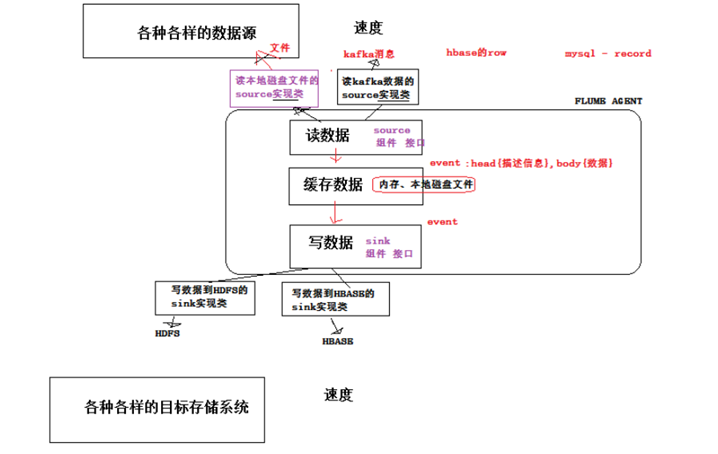 各种各样的数据源
速度
文件
kafka消息
hbase的row
mysql - record
读本地磁盘文件的
source实现类
读kafka数据的
source实现类
FLUME AGENT
读数据
source
组件 接口
event :head{描述信息},body{数据}
缓存数据
内存、本地磁盘文件
event
写数据
sink
组件 接口
写数据到HDFS的
sink实现类
写数据到HBASE的
sink实现类
HDFS
HBASE
速度
各种各样的目标存储系统